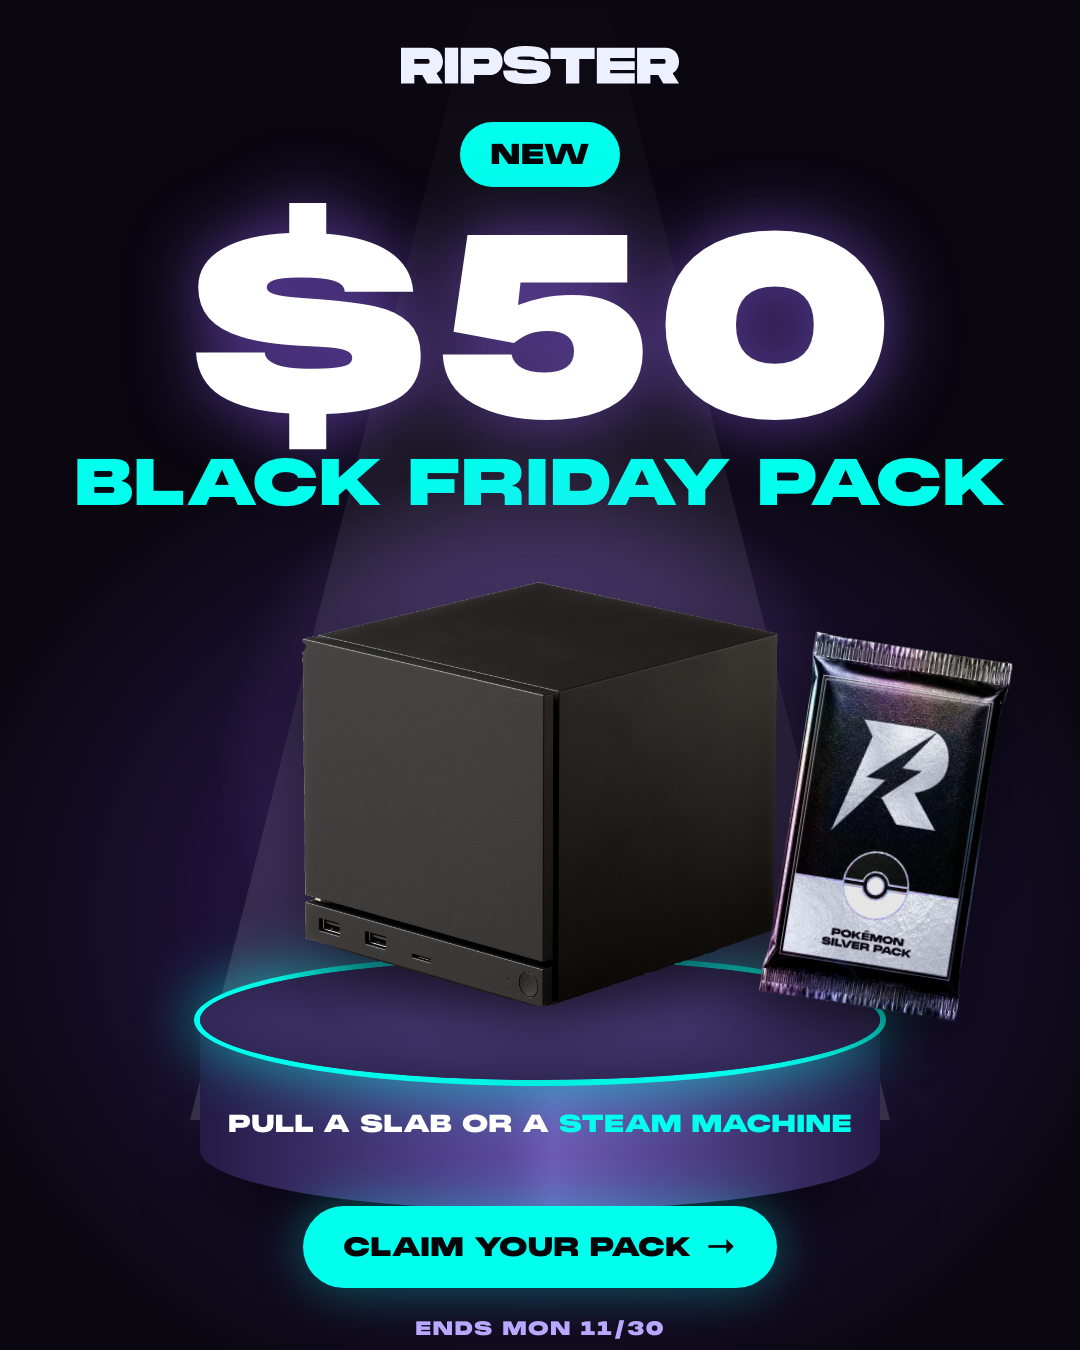 RIPSTER
NEW
$50
BLACK FRIDAY PACK
R
POKÉMON
SILVER PACK
PULL A SLAB OR A STEAM MACHINE
CLAIM YOUR PACK →
ENDS MON 11/30